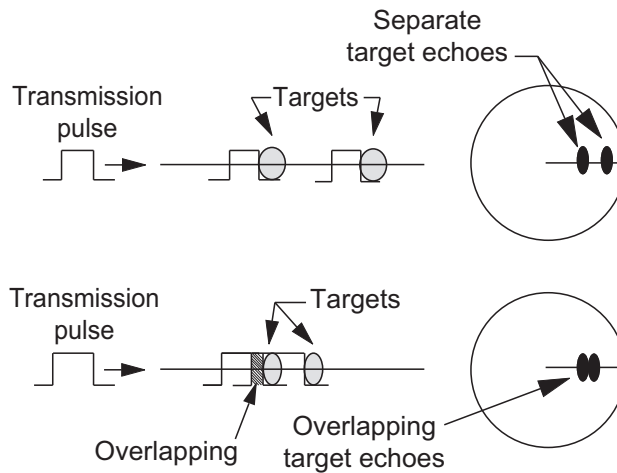 Separate
target echoes
Transmission
pulse
Targets
Transmission
pulse
Targets
Overlapping
Overlapping
target echoes